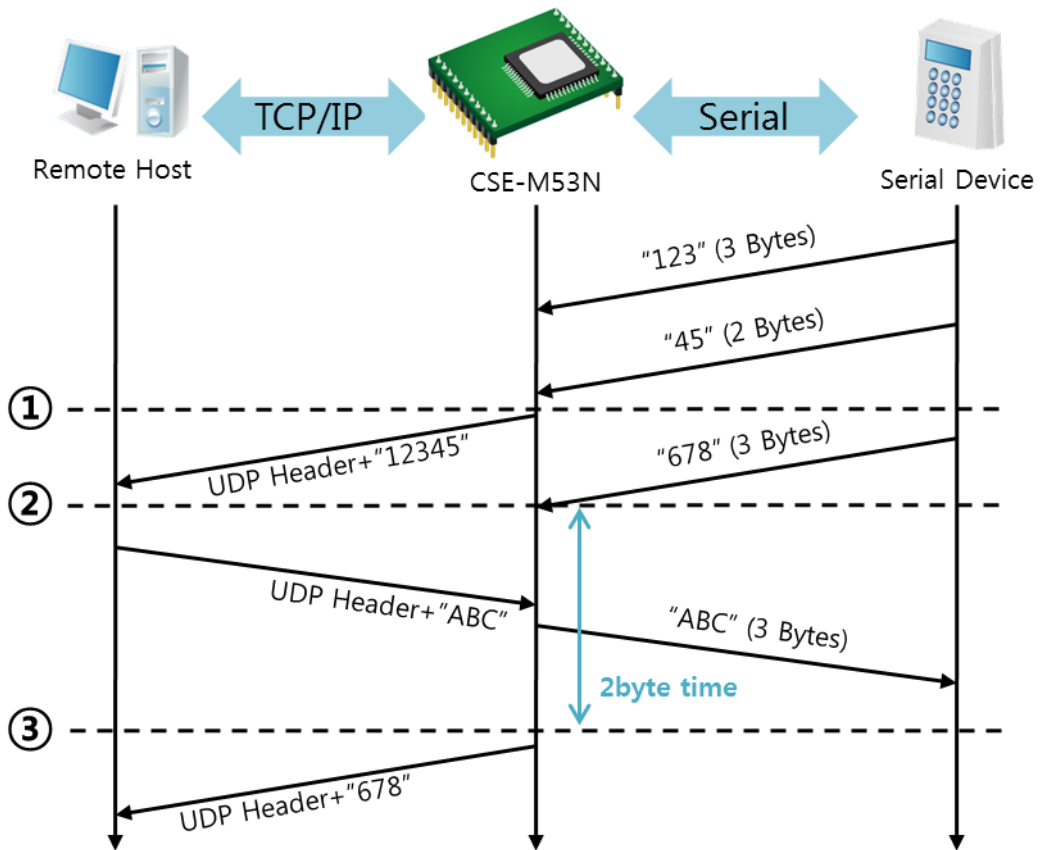 TCP/IP
Serial
Remote Host
CSE-M53N
Serial Device
“123” (3 Bytes)
“45” (2 Bytes)
①
UDP Header+“12345”
“678” (3 Bytes)
②
UDP Header+“ABC”
“ABC” (3 Bytes)
2byte time
③
UDP Header+“678”